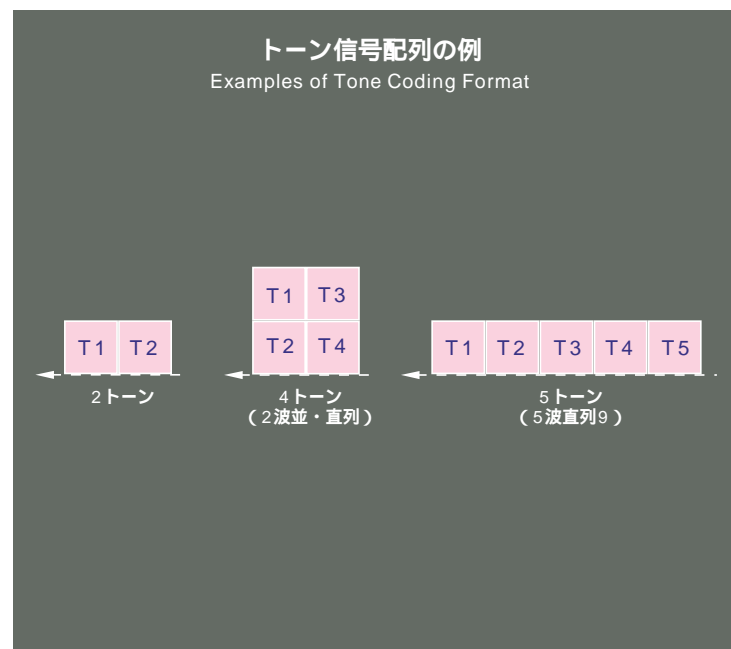 トーン信号配列の例
Examples of Tone Coding Format
T1 T2
2トーン
T1 T3
T2 T4
4トーン
(2波並・直列)
T1 T2 T3 T4 T5
5トーン
(5波直列9)